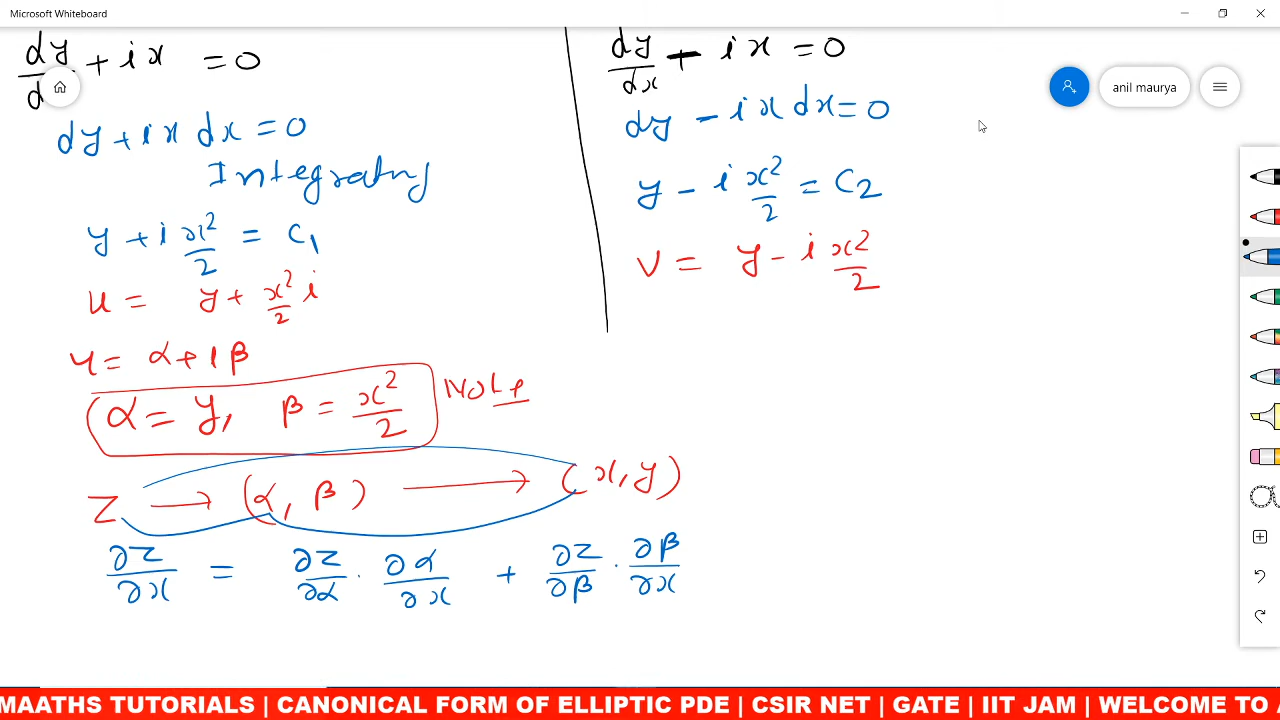 Microsoft Whiteboard
dy/d + ix = 0
dy + ix dx = 0
Integrating
y + i x²/2 = C₁
u = y + x²/2 i
u = α + iβ
α = y, β = x²/2 Note
Z → (α, β) → (x, y)
∂Z/∂x = ∂Z/∂α · ∂α/∂x + ∂Z/∂β · ∂β/∂x
dy/dx - ix = 0
dy - ix dx = 0
y - i x²/2 = C₂
V = y - i x²/2
anil maurya
MAATHS TUTORIALS | CANONICAL FORM OF ELLIPTIC PDE | CSIR NET | GATE | IIT JAM | WELCOME TO